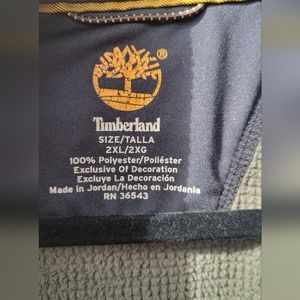 ®
Timberland
SIZE/TALLA
2XL/2XG
100% Polyester/Poliéster
Exclusive Of Decoration
Excluye La Decoración
Made in Jordan/Hecho en Jordania
RN 36543